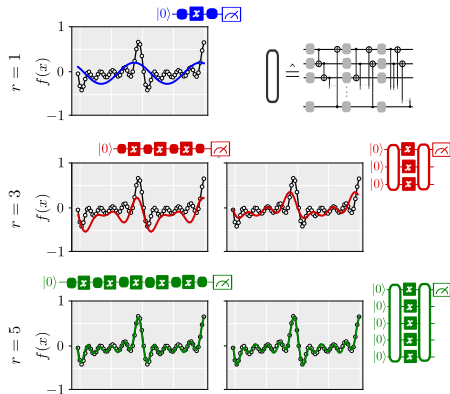 |0⟩ x
r = 1
f(x)
1
0
−1
≙
|0⟩ x x x
|0⟩ x
|0⟩ x
|0⟩ x
r = 3
f(x)
1
0
−1
|0⟩ x x x x x
|0⟩ x
|0⟩ x
|0⟩ x
|0⟩ x
|0⟩ x
r = 5
f(x)
1
0
−1